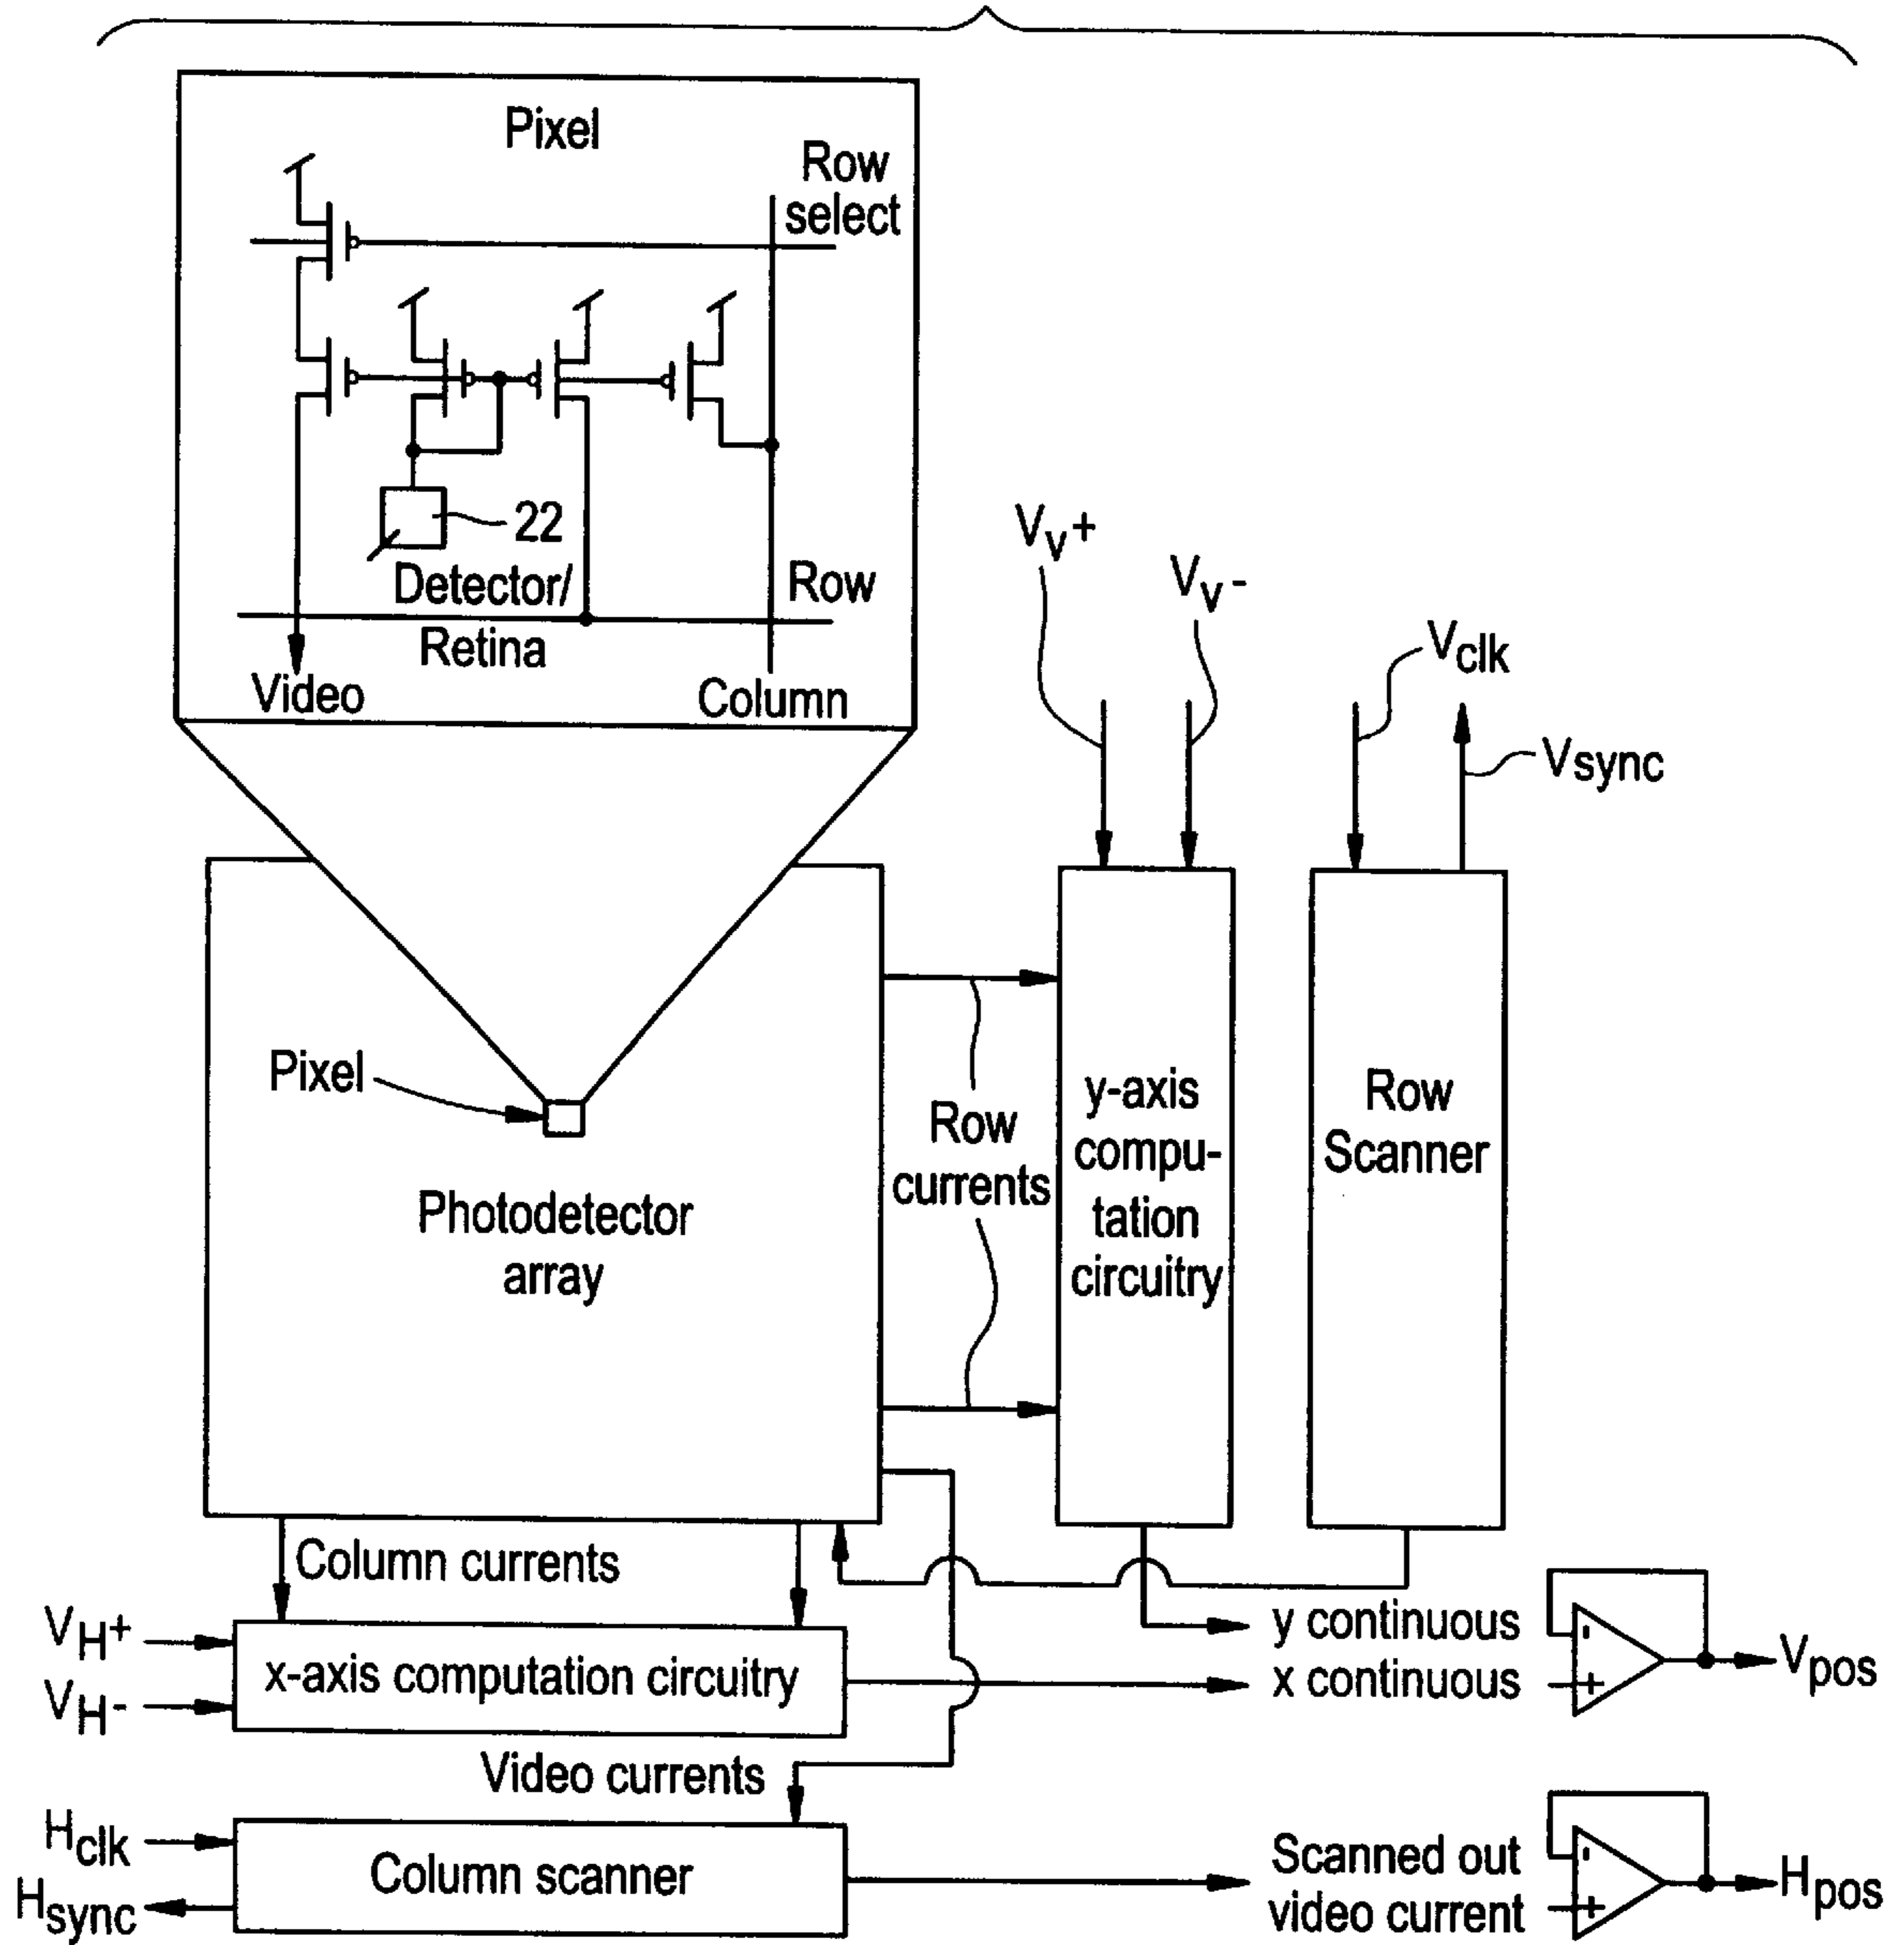 Pixel
Row
select
22
Detector/
Retina
Row
Video
Column
VV+
VV-
Vclk
Vsync
Pixel
Photodetector
array
Row
currents
y-axis
compu-
tation
circuitry
Row
Scanner
Column currents
VH+
VH-
x-axis computation circuitry
y continuous
x continuous
-
+
Vpos
Video currents
Hclk
Hsync
Column scanner
Scanned out
video current
-
+
Hpos